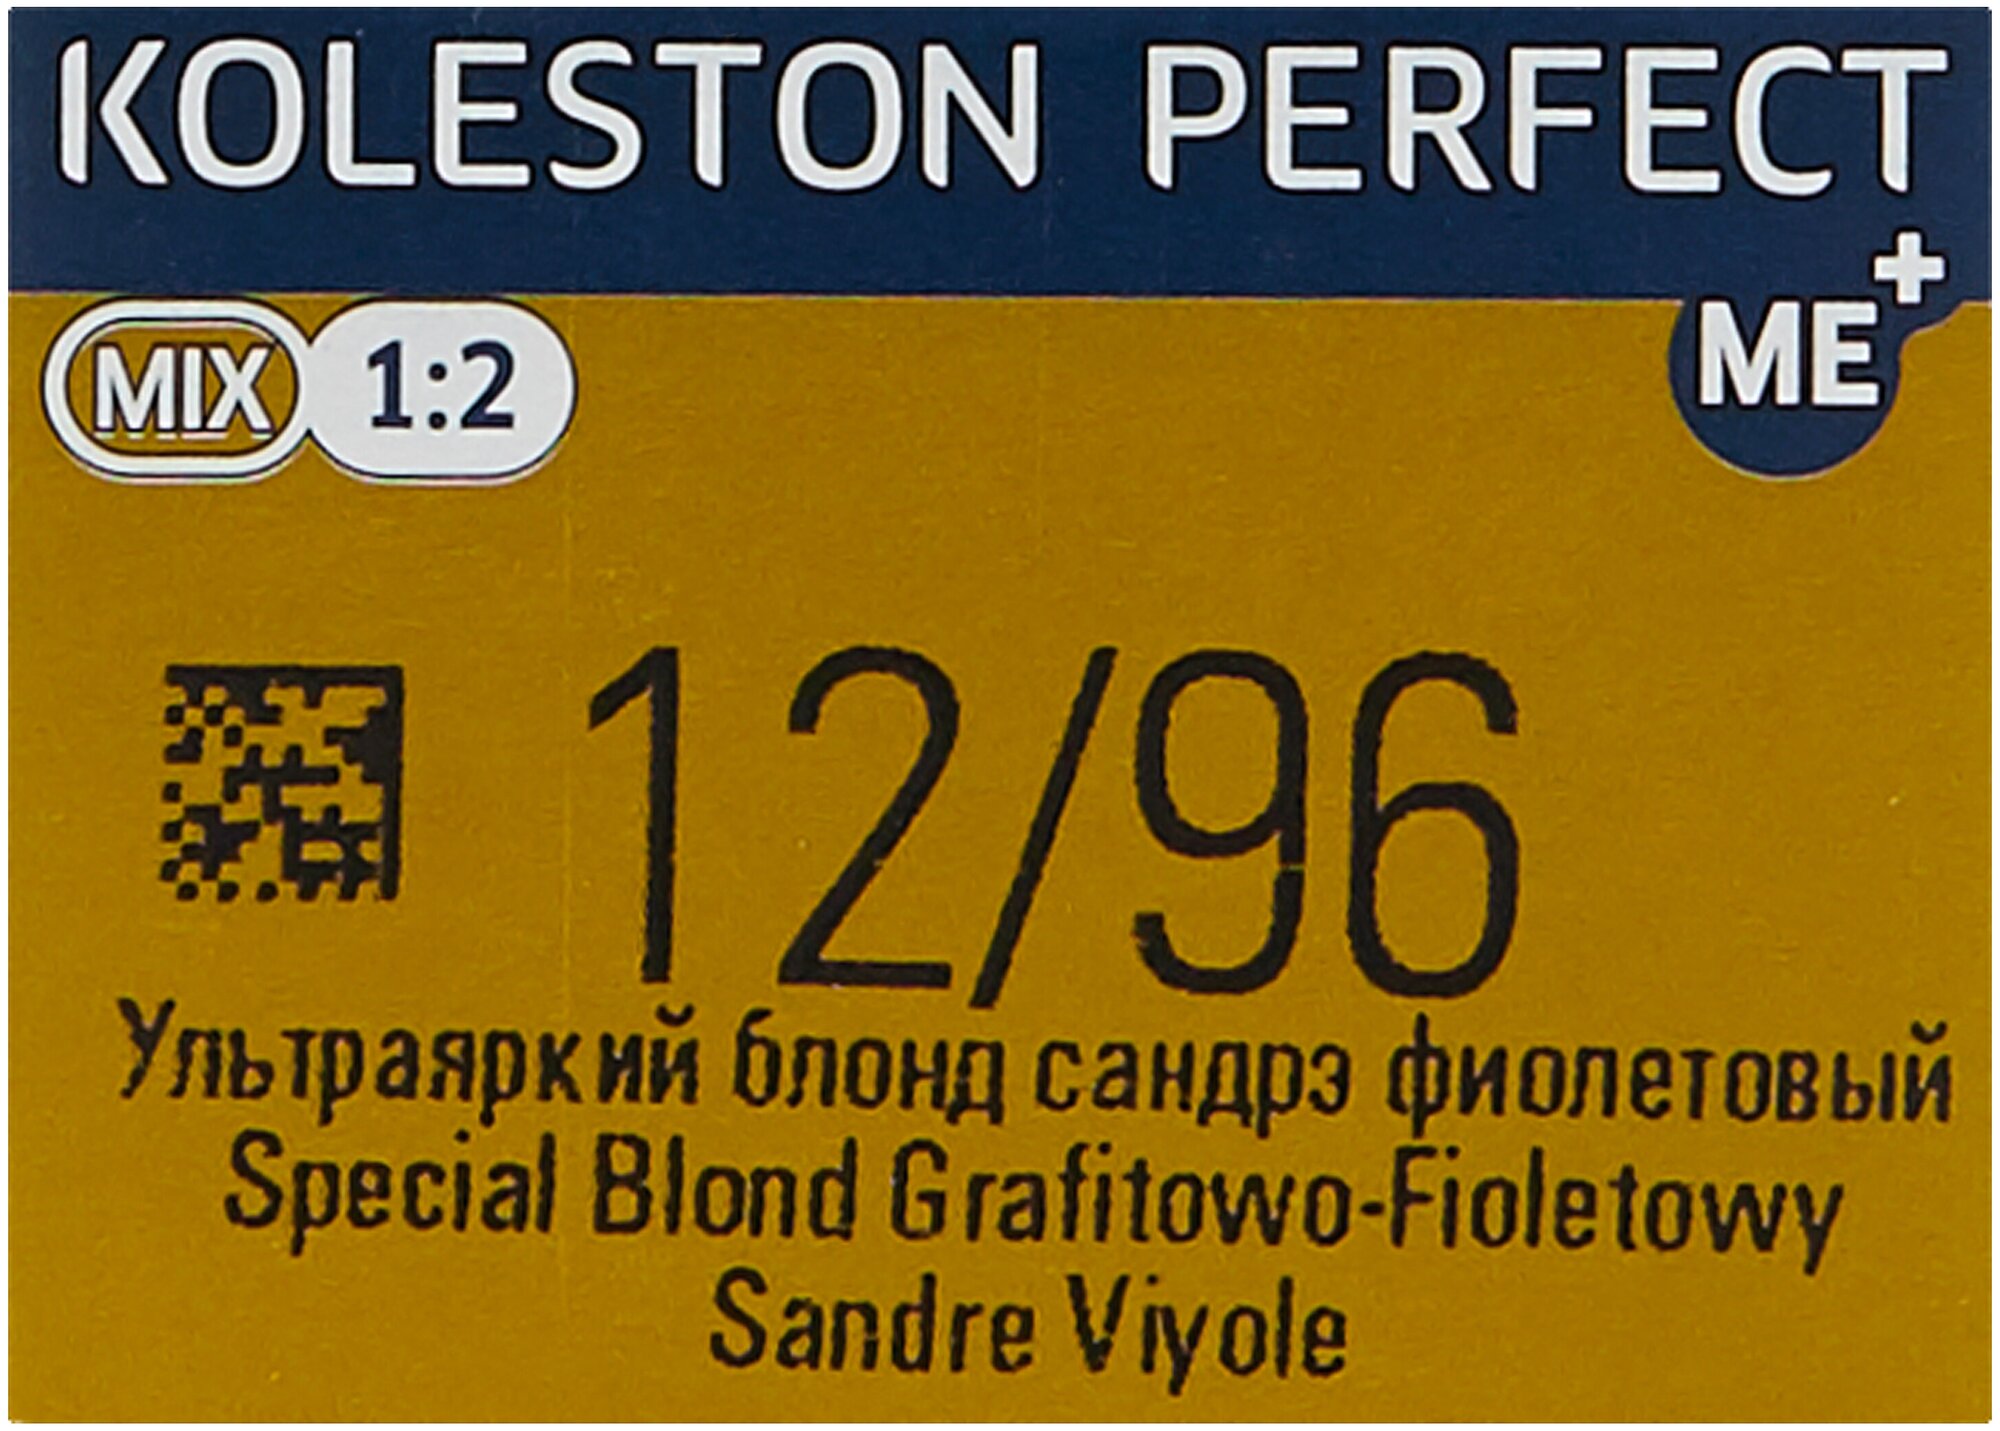 KOLESTON PERFECT
ME+
MIX 1:2
12/96
Ультраяркий блонд сандрэ фиолетовый
Special Blond Grafitowo-Fioletowy
Sandre Viyole